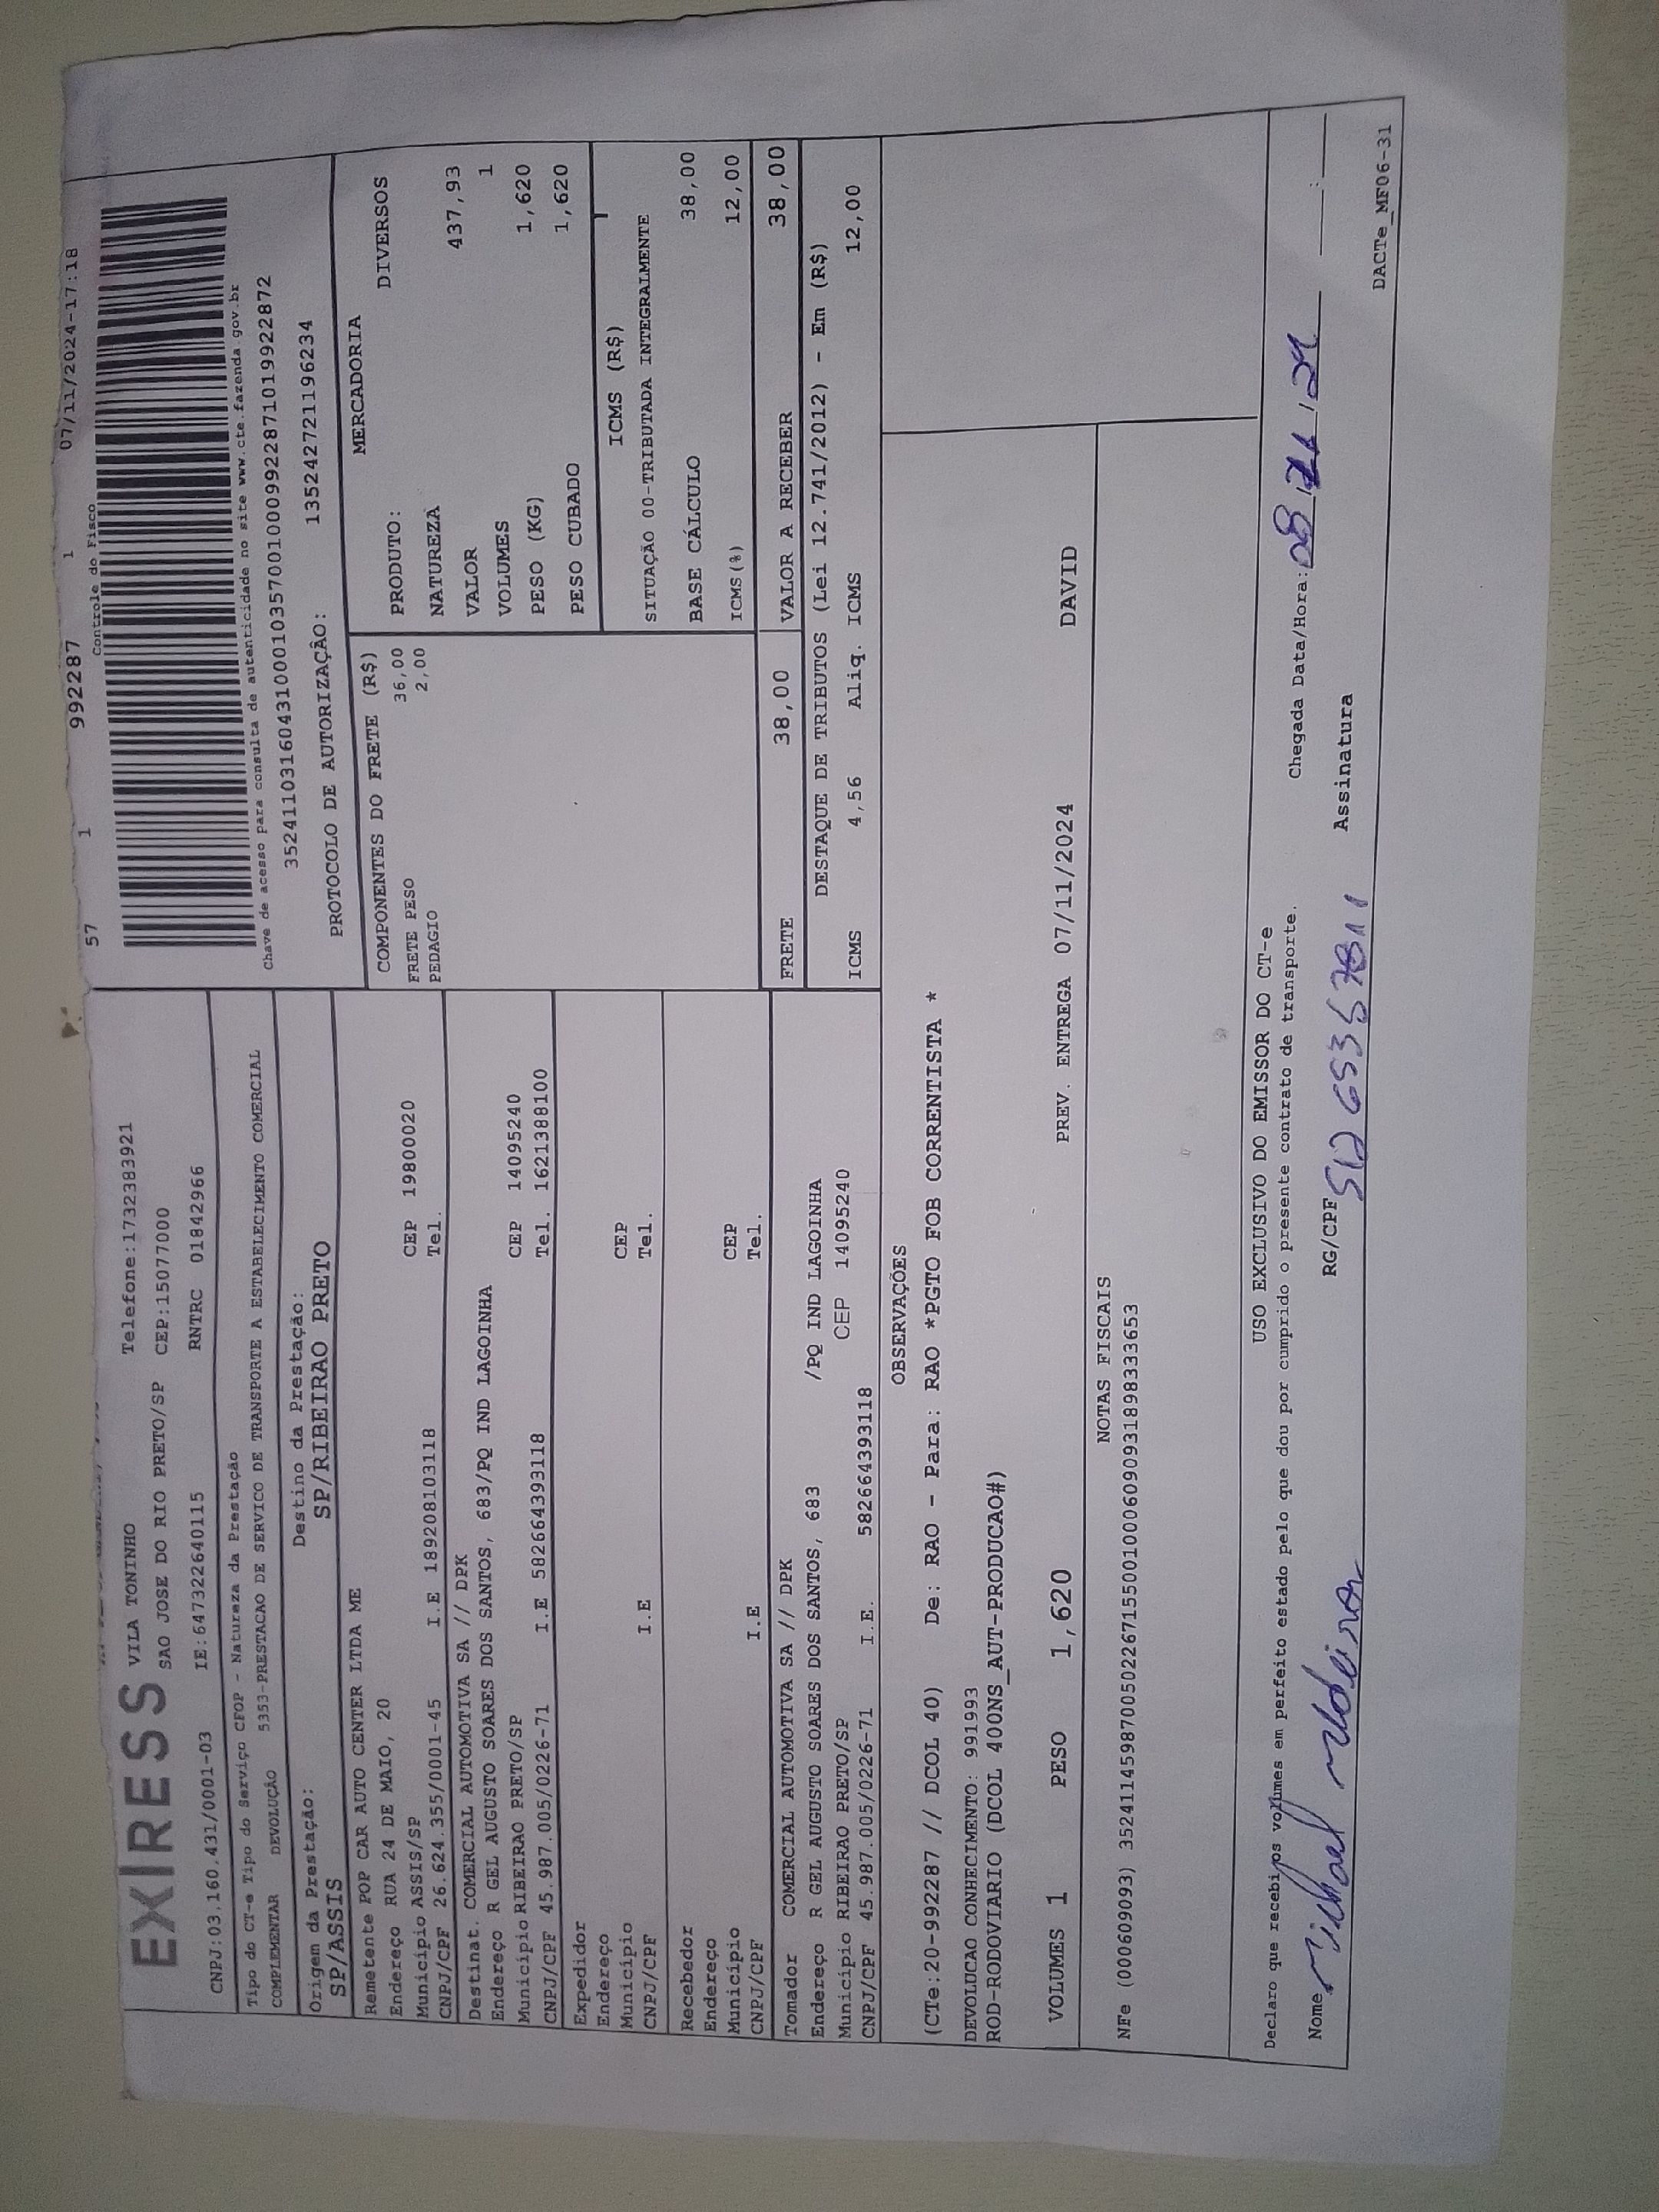 57 1 992287 1 07/11/2024-17:18
Controle do Fisco
EXIRESS
VILA TONINHO Telefone:1732383921
SAO JOSE DO RIO PRETO/SP CEP:15077000
CNPJ:03.160.431/0001-03 IE:647322640115 RNTRC 01842966
Chave de acesso para consulta de autenticidade no site www.cte.fazenda.gov.br
35241103160431000103570010009922871019922872
PROTOCOLO DE AUTORIZAÇÃO: 135242721196234
Tipo do CT-e Tipo do Serviço CFOP - Naturaza da Prestação
COMPLEMENTAR DEVOLUÇÃO 5353-PRESTACAO DE SERVICO DE TRANSPORTE A ESTABELECIMENTO COMERCIAL
Origem da Prestação: Destino da Prestação:
SP/ASSIS SP/RIBEIRAO PRETO
Remetente POP CAR AUTO CENTER LTDA ME
Endereço RUA 24 DE MAIO, 20
Município ASSIS/SP CEP 19800020
CNPJ/CPF 26.624.355/0001-45 I.E 189208103118 Tel.
Destinat. COMERCIAL AUTOMOTIVA SA // DPK
Endereço R GEL AUGUSTO SOARES DOS SANTOS, 683/PQ IND LAGOINHA
Município RIBEIRAO PRETO/SP CEP 14095240
CNPJ/CPF 45.987.005/0226-71 I.E 582664393118 Tel. 1621388100
Expedidor
Endereço
Município CEP
CNPJ/CPF I.E Tel.
Recebedor
Endereço
Município CEP
CNPJ/CPF I.E Tel.
Tomador COMERCIAL AUTOMOTIVA SA // DPK
Endereço R GEL AUGUSTO SOARES DOS SANTOS, 683 /PQ IND LAGOINHA
Município RIBEIRAO PRETO/SP CEP 14095240
CNPJ/CPF 45.987.005/0226-71 I.E. 582664393118
COMPONENTES DO FRETE (R$)
FRETE PESO 36,00
PEDAGIO 2,00
MERCADORIA
PRODUTO: DIVERSOS
NATUREZA
VALOR 437,93
VOLUMES 1
PESO (KG) 1,620
PESO CUBADO 1,620
ICMS (R$)
SITUAÇÃO 00-TRIBUTADA INTEGRALMENTE
BASE CÁLCULO 38,00
ICMS(%) 12,00
FRETE 38,00 VALOR A RECEBER 38,00
DESTAQUE DE TRIBUTOS (Lei 12.741/2012) - Em (R$)
ICMS 4,56 Aliq. ICMS 12,00
OBSERVAÇÕES
(CTe:20-992287 // DCOL 40) De: RAO - Para: RAO *PGTO FOB CORRENTISTA *
DEVOLUCAO CONHECIMENTO: 991993
ROD-RODOVIARIO (DCOL 400NS_AUT-PRODUCAO#)
VOLUMES 1 PESO 1,620 PREV. ENTREGA 07/11/2024 DAVID
NOTAS FISCAIS
NFe (000609093) 35241145987005022671550010006090931898333653
USO EXCLUSIVO DO EMISSOR DO CT-e
Declaro que recebi os volumes em perfeito estado pelo que dou por cumprido o presente contrato de transporte. Chegada Data/Hora: 08/11/24 :
Nome Michael RG/CPF Assinatura
DACTe_MF06-31